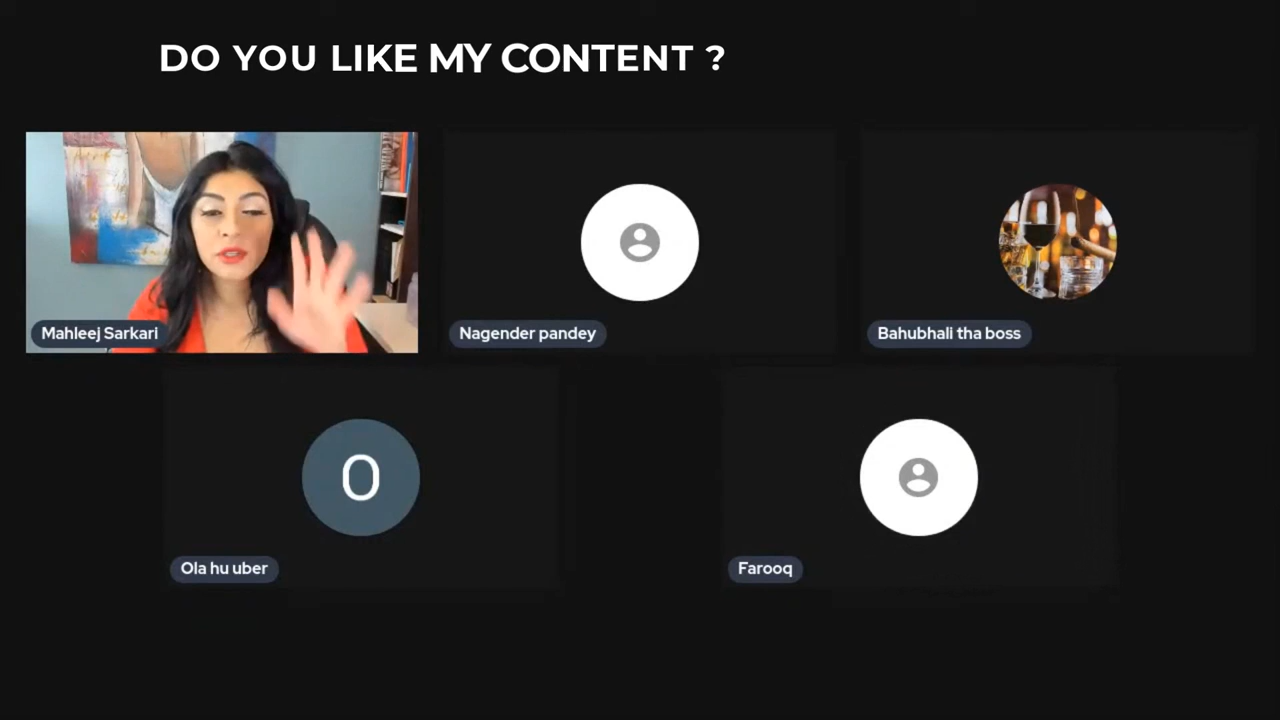 DO YOU LIKE MY CONTENT ?
Mahleej Sarkari
Nagender pandey
Bahubhali tha boss
O
Ola hu uber
Farooq